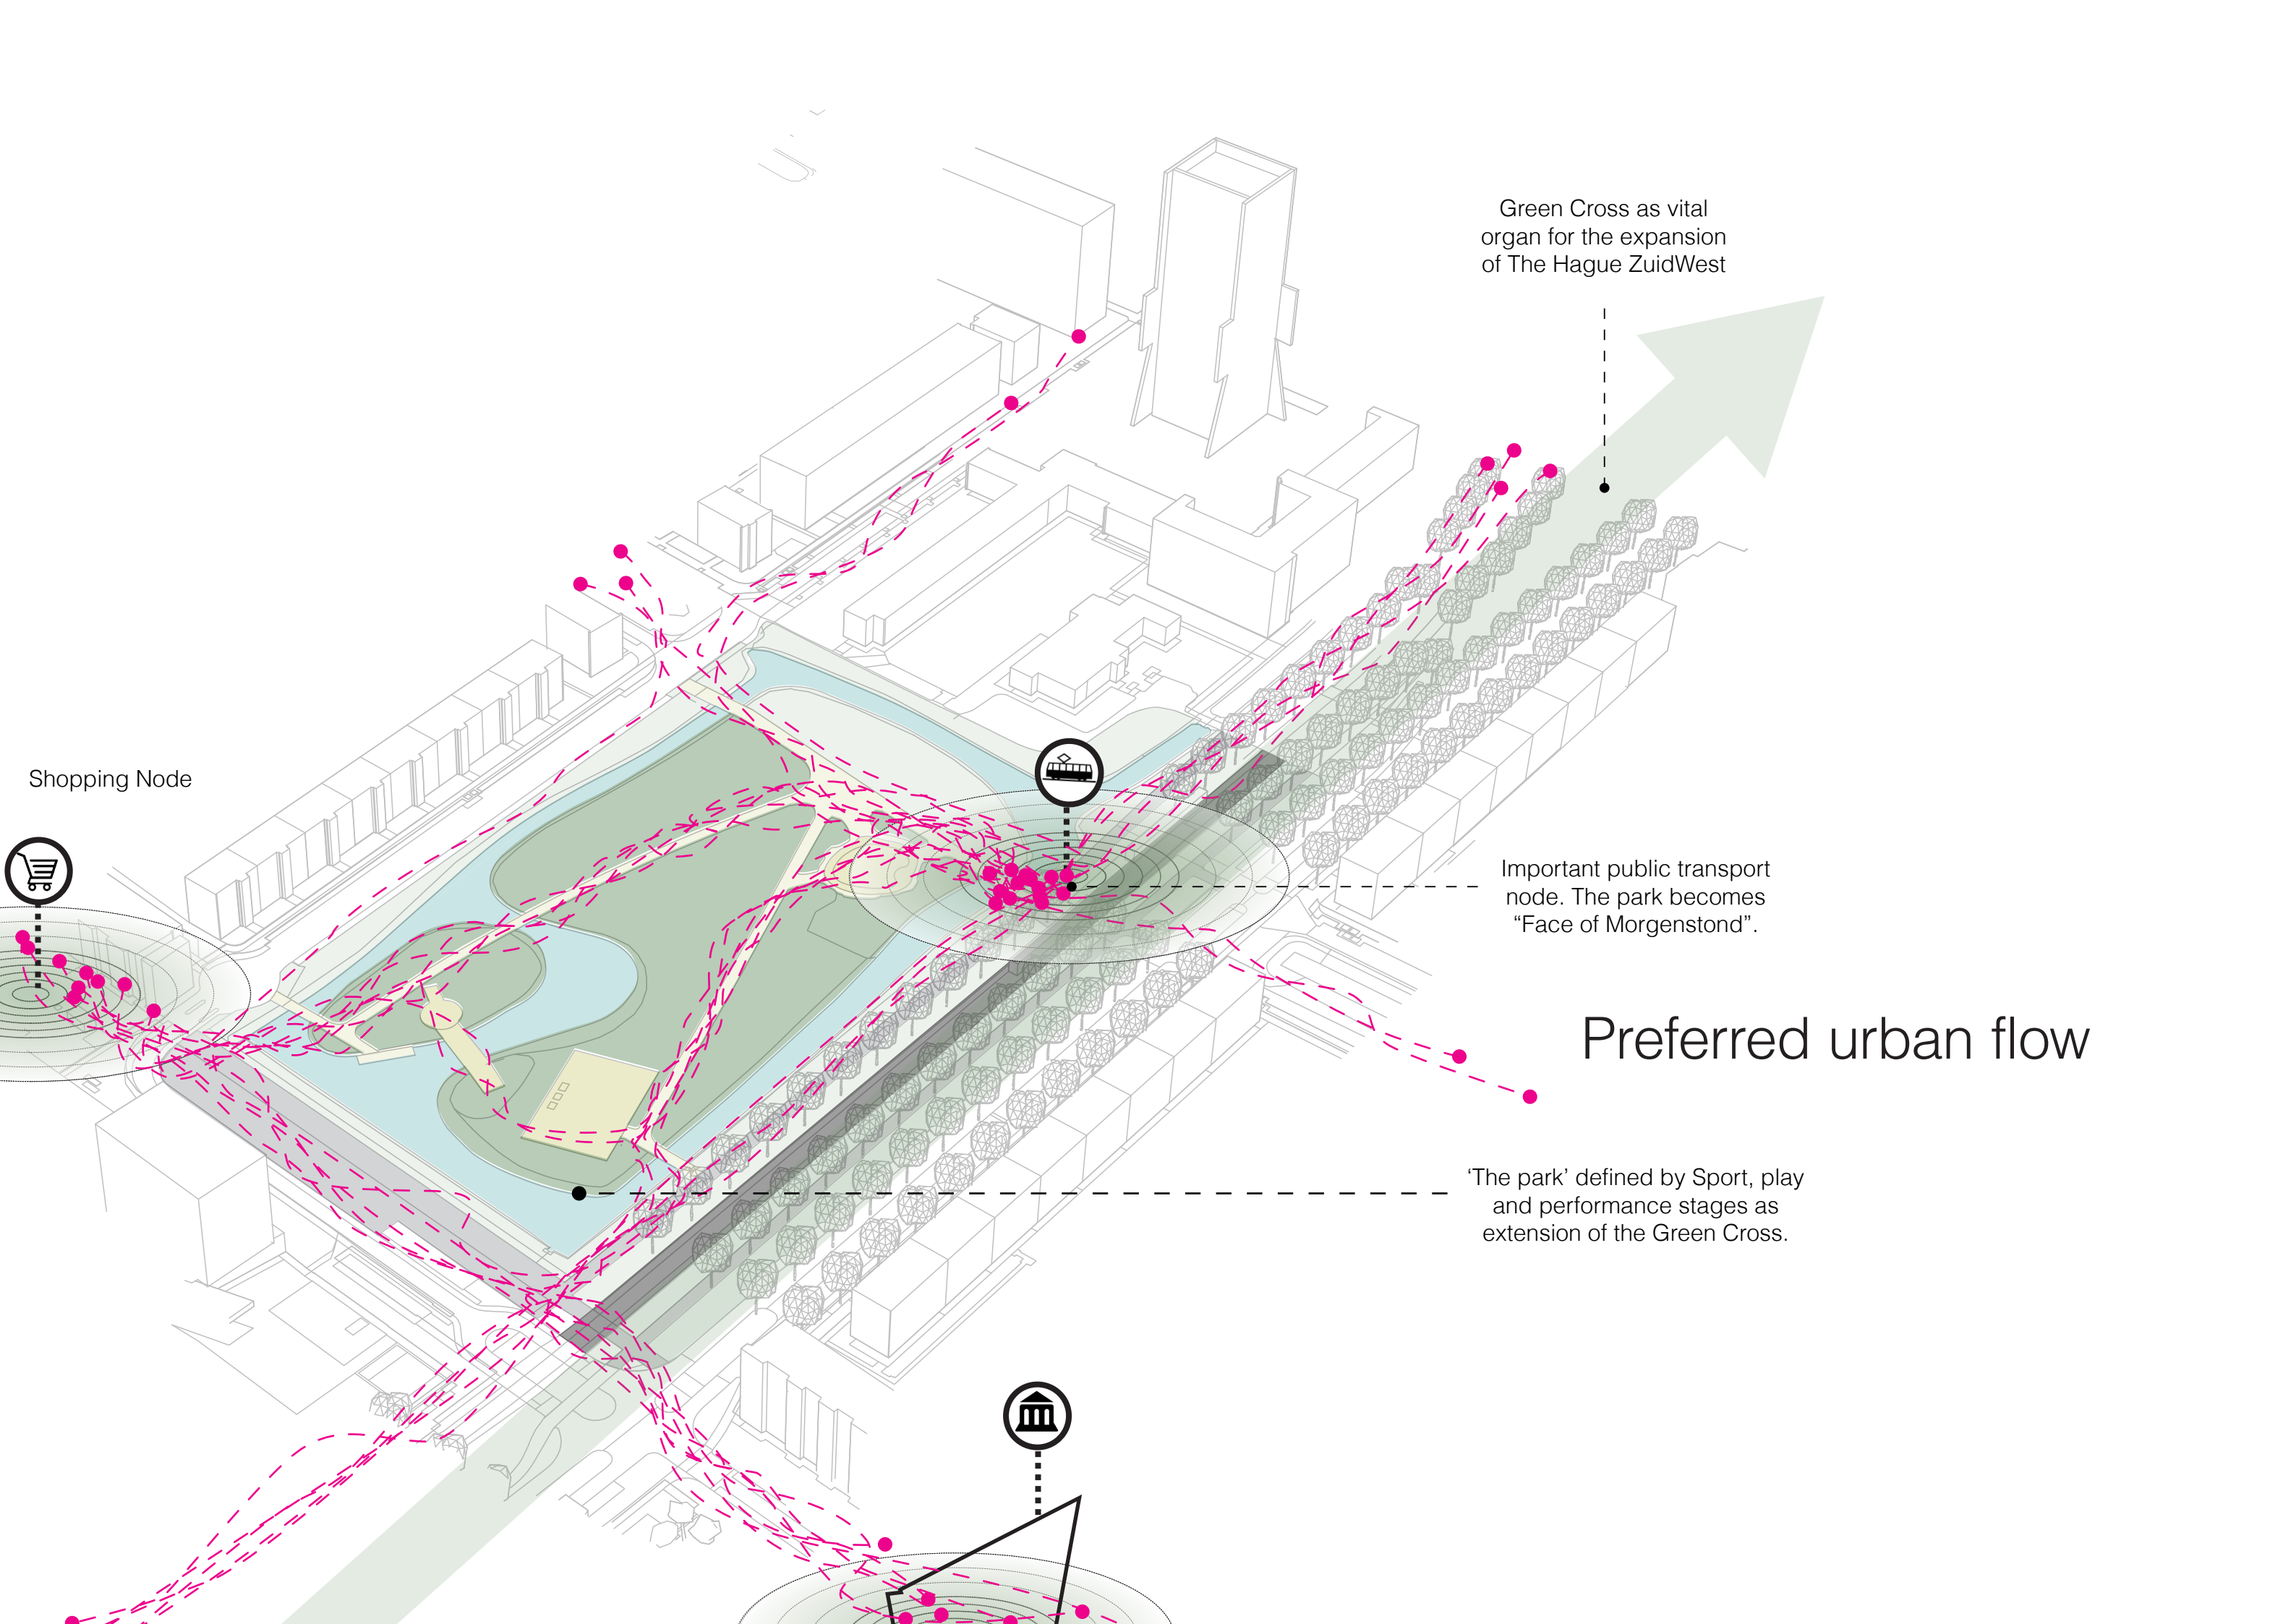 Green Cross as vital
organ for the expansion
of The Hague ZuidWest
Shopping Node
Important public transport
node. The park becomes
“Face of Morgenstond”.
Preferred urban flow
‘The park’ defined by Sport, play
and performance stages as
extension of the Green Cross.